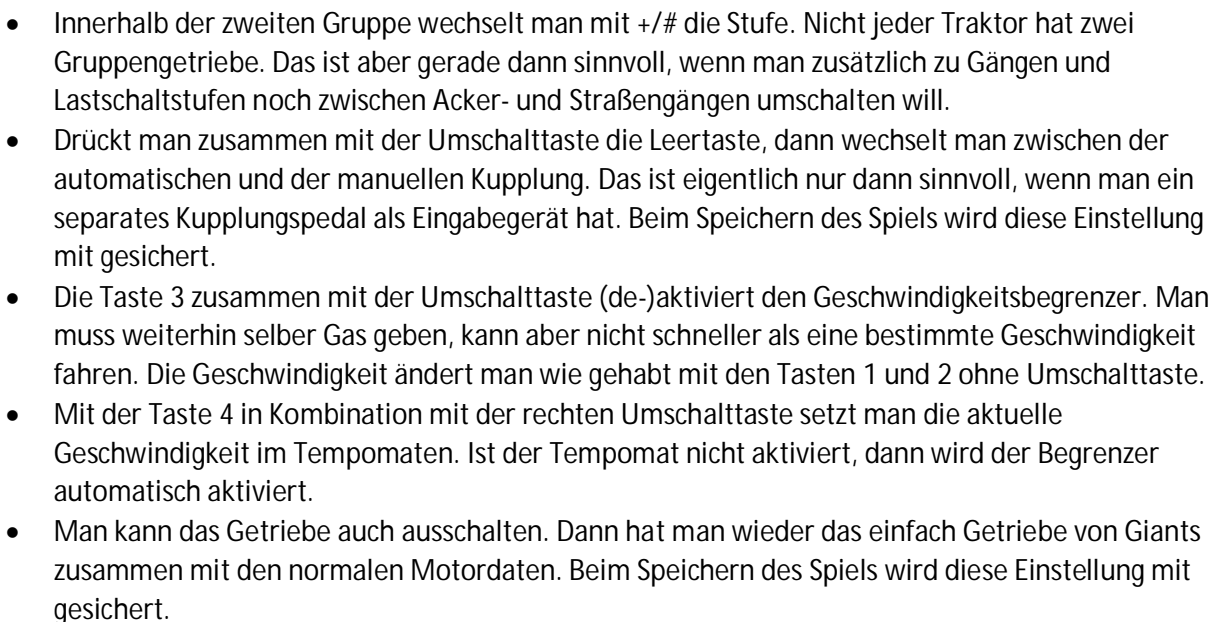 • Innerhalb der zweiten Gruppe wechselt man mit +/# die Stufe. Nicht jeder Traktor hat zwei
Gruppengetriebe. Das ist aber gerade dann sinnvoll, wenn man zusätzlich zu Gängen und
Lastschaltstufen noch zwischen Acker- und Straßengängen umschalten will.
• Drückt man zusammen mit der Umschalttaste die Leertaste, dann wechselt man zwischen der
automatischen und der manuellen Kupplung. Das ist eigentlich nur dann sinnvoll, wenn man ein
separates Kupplungspedal als Eingabegerät hat. Beim Speichern des Spiels wird diese Einstellung
mit gesichert.
• Die Taste 3 zusammen mit der Umschalttaste (de-)aktiviert den Geschwindigkeitsbegrenzer. Man
muss weiterhin selber Gas geben, kann aber nicht schneller als eine bestimmte Geschwindigkeit
fahren. Die Geschwindigkeit ändert man wie gehabt mit den Tasten 1 und 2 ohne Umschalttaste.
• Mit der Taste 4 in Kombination mit der rechten Umschalttaste setzt man die aktuelle
Geschwindigkeit im Tempomaten. Ist der Tempomat nicht aktiviert, dann wird der Begrenzer
automatisch aktiviert.
• Man kann das Getriebe auch ausschalten. Dann hat man wieder das einfach Getriebe von Giants
zusammen mit den normalen Motordaten. Beim Speichern des Spiels wird diese Einstellung mit
gesichert.